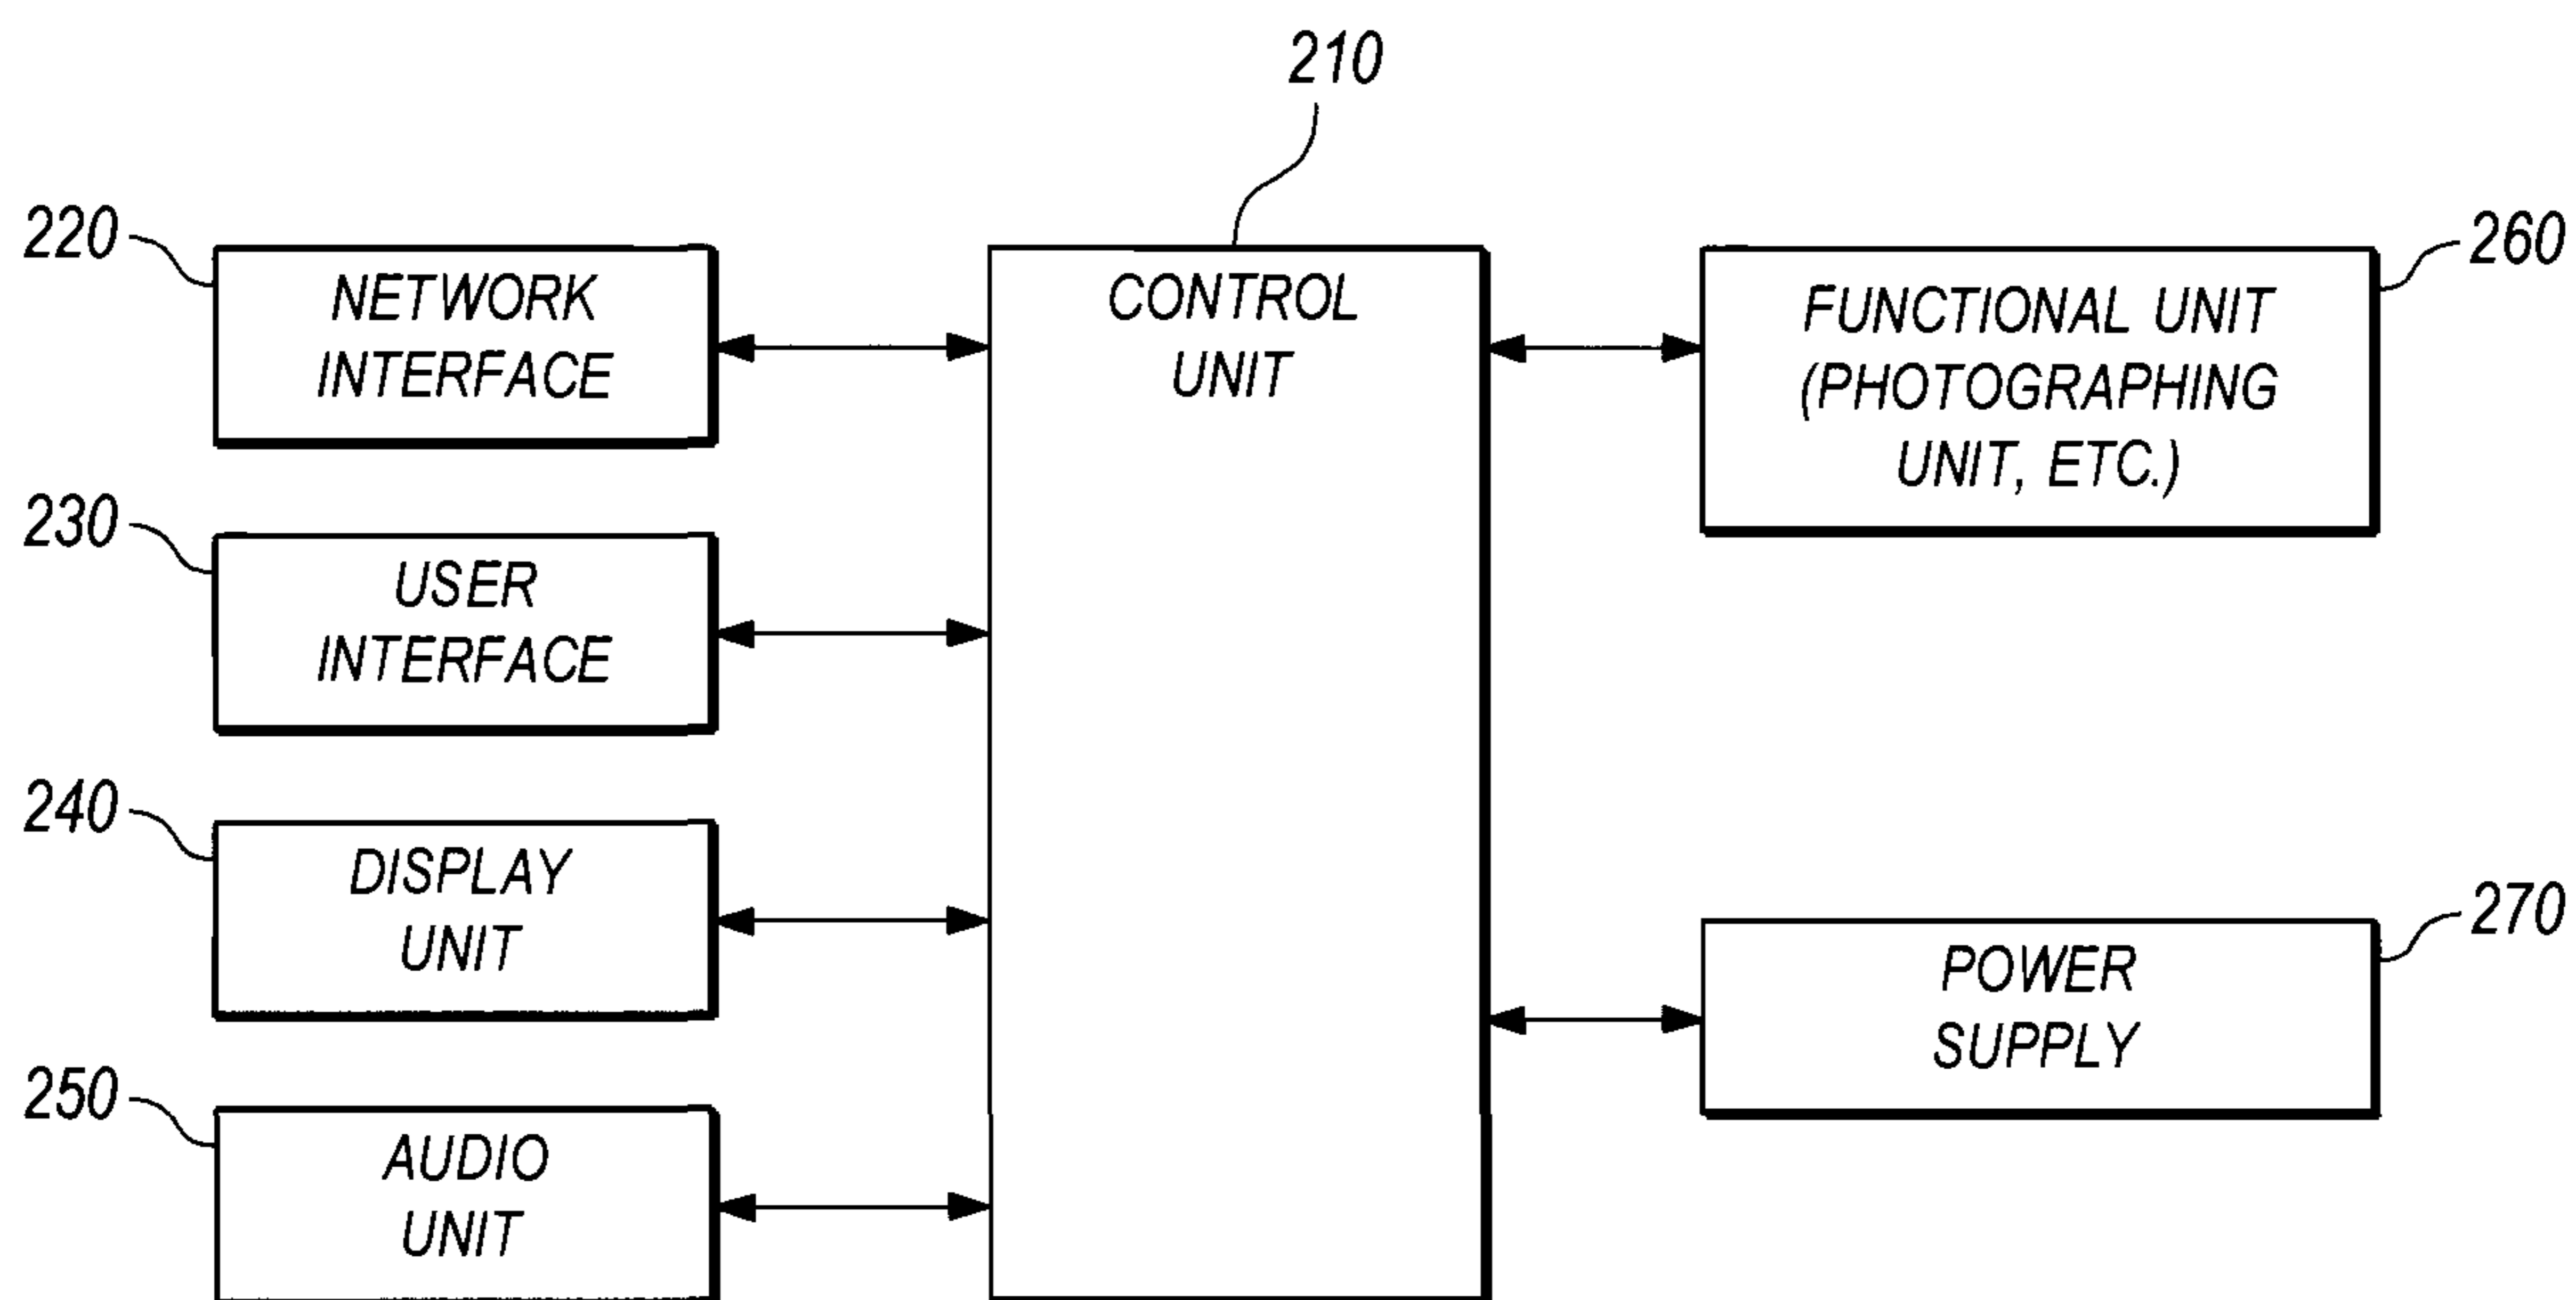 210
220
NETWORK
INTERFACE
CONTROL
UNIT
260
FUNCTIONAL UNIT
(PHOTOGRAPHING
UNIT, ETC.)
230
USER
INTERFACE
240
DISPLAY
UNIT
270
POWER
SUPPLY
250
AUDIO
UNIT